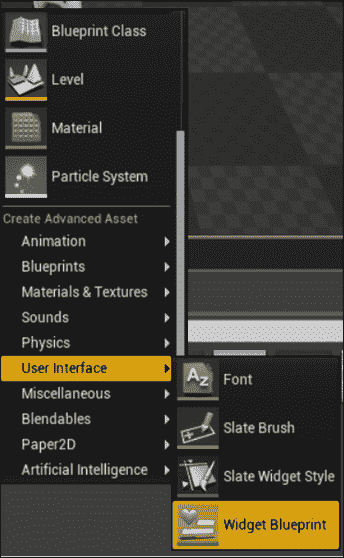 Blueprint Class
Level
Material
Particle System
Create Advanced Asset
Animation
Blueprints
Materials & Textures
Sounds
Physics
User Interface
Miscellaneous
Blendables
Paper2D
Artificial Intelligence
Font
Slate Brush
Slate Widget Style
Widget Blueprint